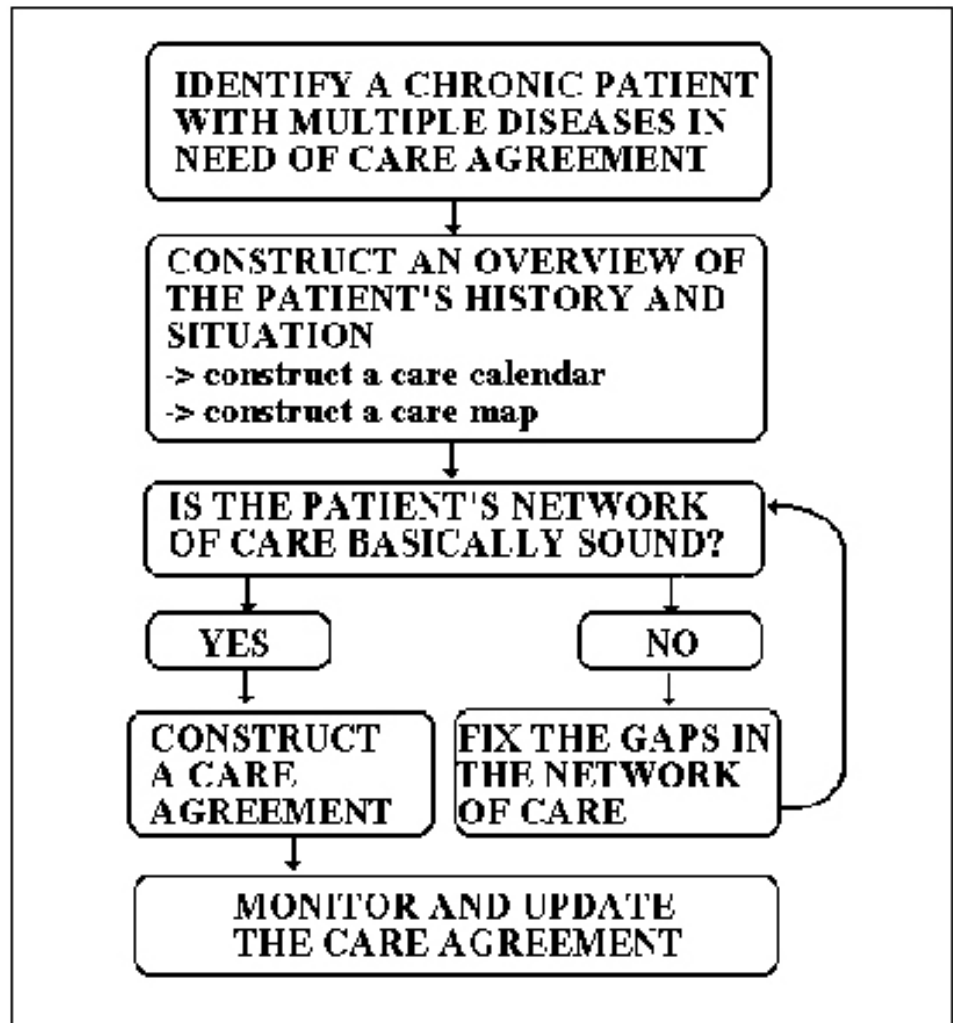 IDENTIFY A CHRONIC PATIENT
WITH MULTIPLE DISEASES IN
NEED OF CARE AGREEMENT
CONSTRUCT AN OVERVIEW OF
THE PATIENT'S HISTORY AND
SITUATION
-> construct a care calendar
-> construct a care map
IS THE PATIENT'S NETWORK
OF CARE BASICALLY SOUND?
YES
NO
CONSTRUCT
A CARE
AGREEMENT
FIX THE GAPS IN
THE NETWORK
OF CARE
MONITOR AND UPDATE
THE CARE AGREEMENT